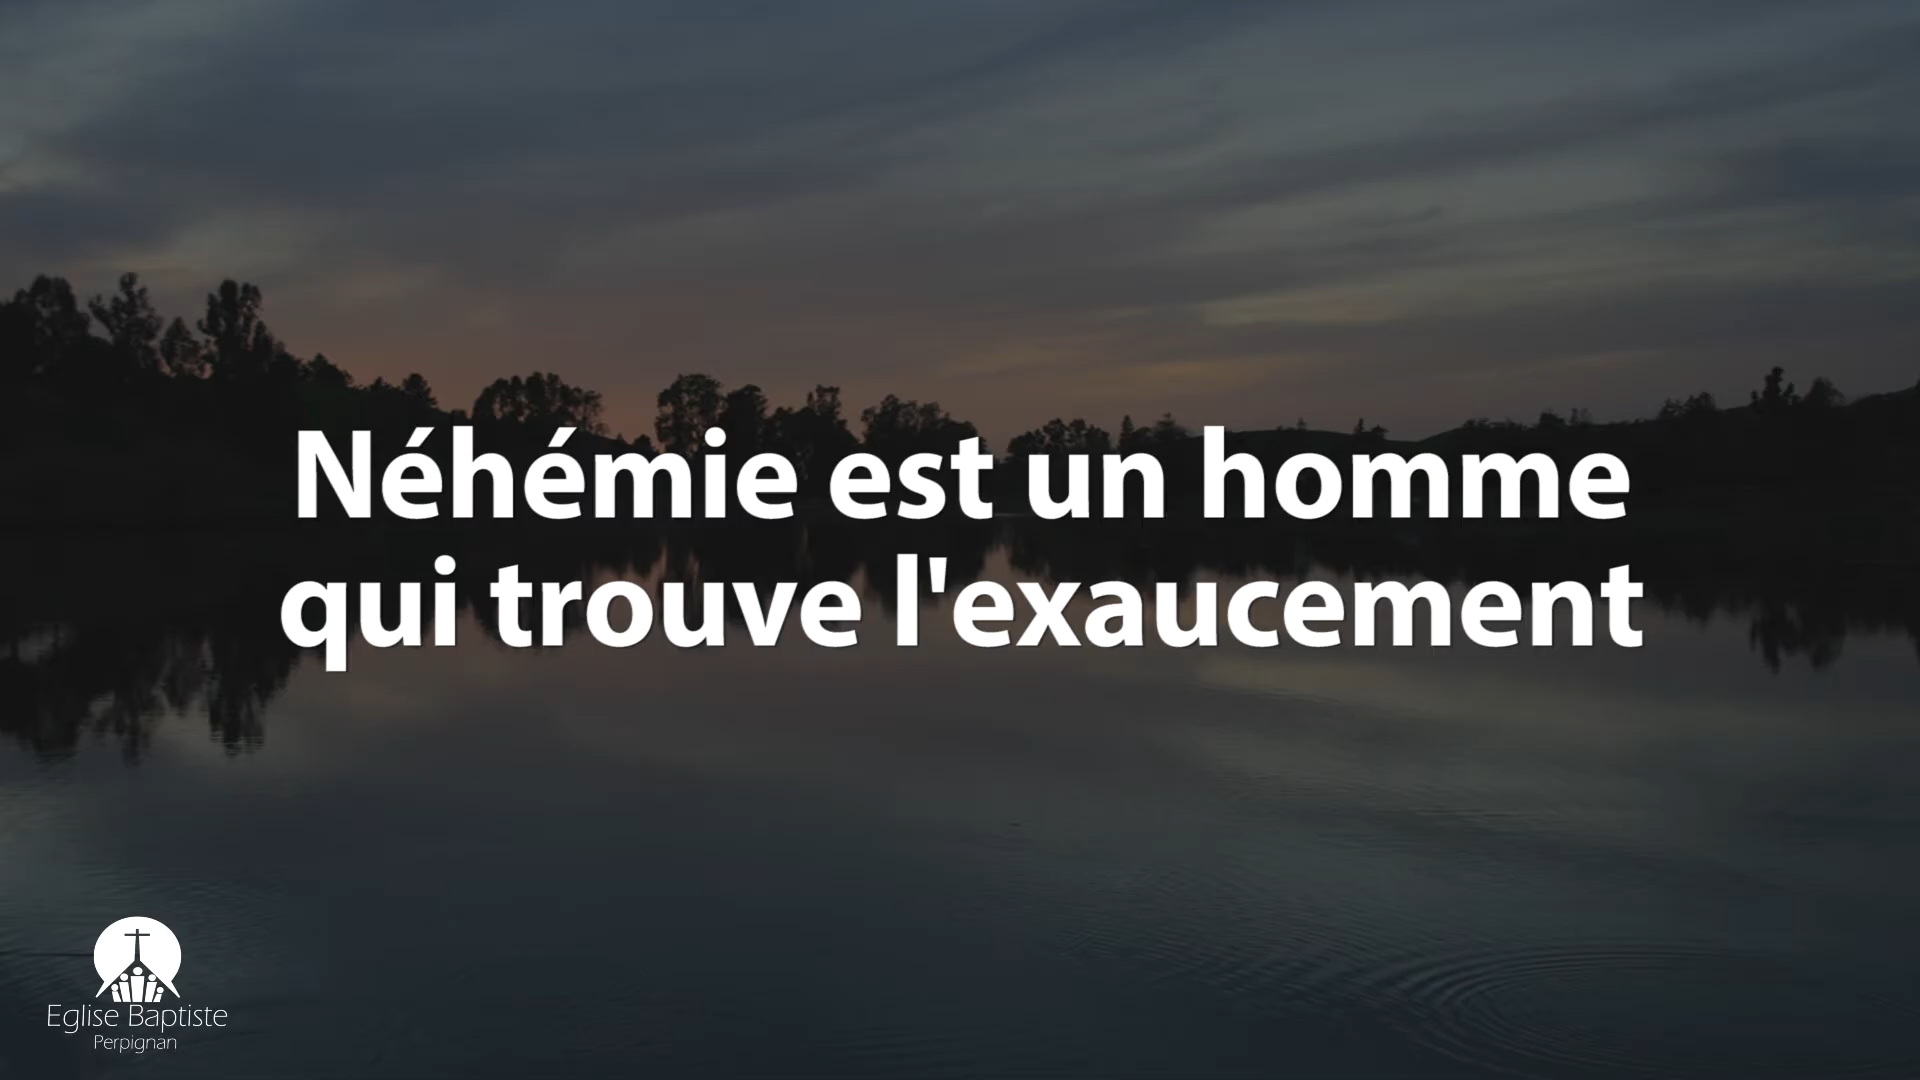 Néhémie est un homme
qui trouve l'exaucement
Eglise Baptiste
Perpignan